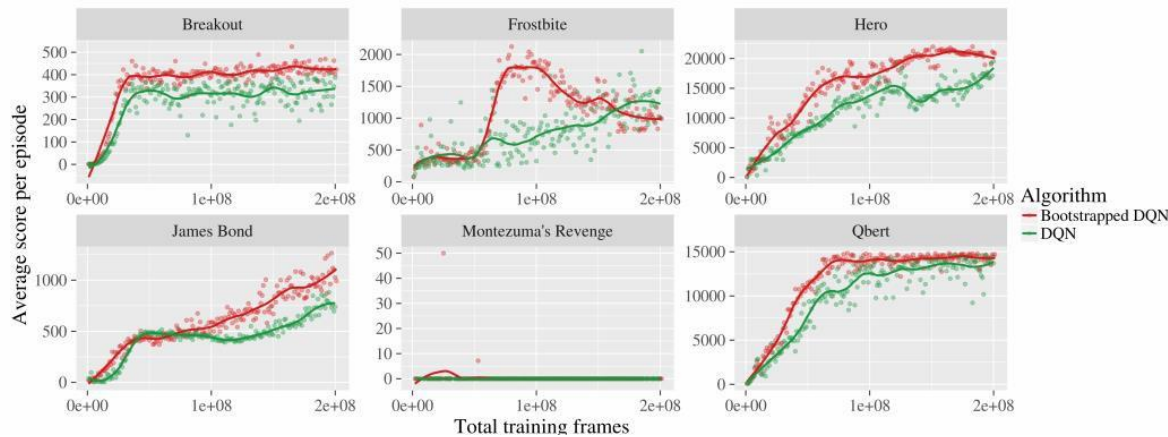 Breakout
Frostbite
Hero
500
400
300
200
100
0
2000
1500
1000
500
0
20000
15000
10000
5000
0
0e+00 1e+08 2e+08
0e+00 1e+08 2e+08
0e+00 1e+08 2e+08
Average score per episode
James Bond
Montezuma's Revenge
Qbert
1000
500
0
50
40
30
20
10
0
15000
10000
5000
0
0e+00 1e+08 2e+08
0e+00 1e+08 2e+08
0e+00 1e+08 2e+08
Total training frames
Algorithm
Bootstrapped DQN
DQN